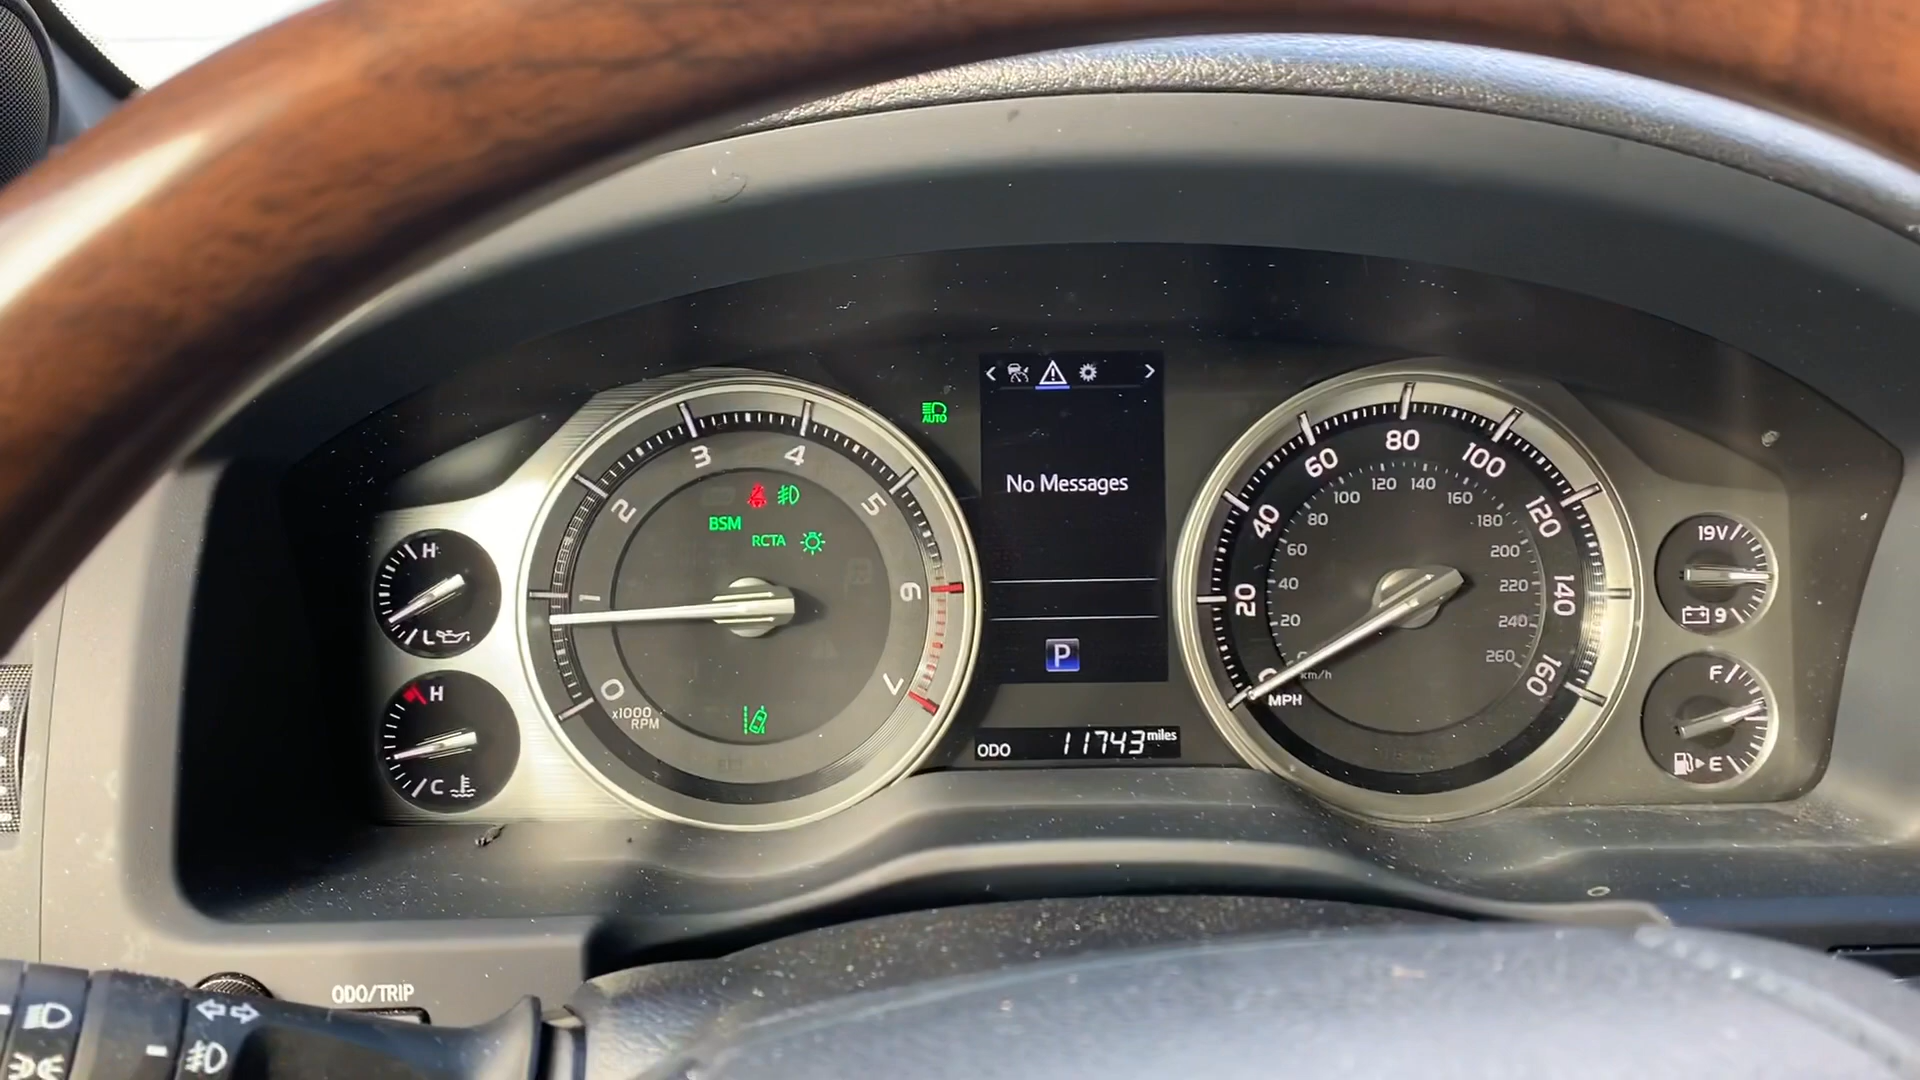 AUTO
No Messages
P
ODO 11743 miles
BSM
RCTA
0 1 2 3 4 5 6 7
x1000
RPM
H
L
H
C
20 40 60 80 100 120 140 160
MPH
20 40 60 80 100 120 140 160 180 200 220 240 260
km/h
19V
9
F
E
ODO/TRIP